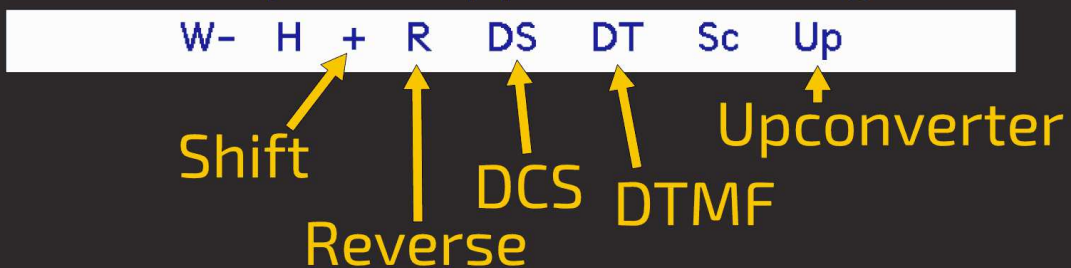 W- H + R DS DT Sc Up
Upconverter
Shift
DCS DTMF
Reverse